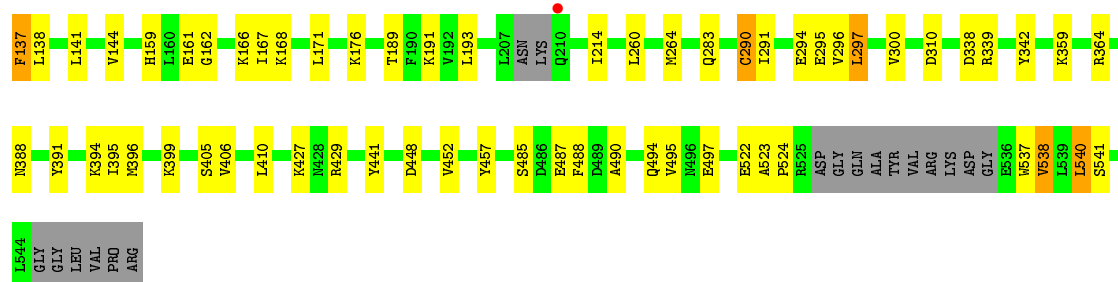 F137 L138 L141 V144 H159 L160 E161 G162 K166 I167 K168 L171 K176 T189 F190 K191 V192 L193 L207 ASN LYS Q210 I214 L260 M264 Q283 C290 I291 E294 E295 V296 L297 V300 D310 D338 R339 Y342 K359 R364
N388 Y391 K394 I395 M396 K399 S405 V406 L410 K427 N428 R429 Y441 D448 V452 Y457 S485 D486 E487 F488 D489 A490 Q494 V495 N496 E497 E522 A523 P524 R525 ASP GLY GLN ALA TYR VAL ARG LYS ASP GLY E536 W537 V538 L539 L540 S541
L544 GLY GLY LEU VAL PRO ARG